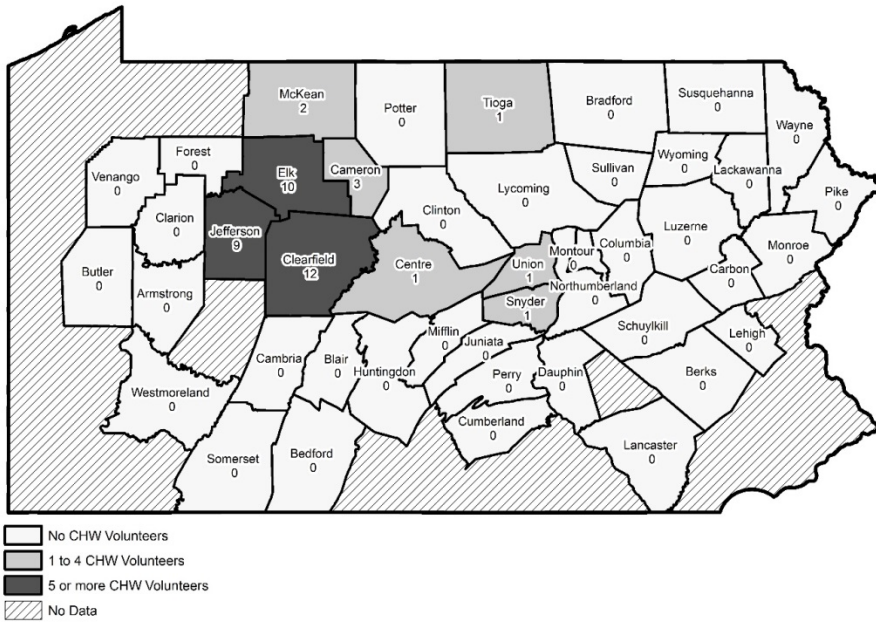 McKean
2
Potter
0
Tioga
1
Bradford
0
Susquehanna
0
Wayne
0
Venango
0
Forest
0
Elk
10
Cameron
3
Clinton
0
Lycoming
0
Sullivan
0
Wyoming
0
Lackawanna
0
Pike
0
Clarion
0
Jefferson
9
Clearfield
12
Centre
1
Union
1
Montour
0
Columbia
0
Luzerne
0
Monroe
0
Butler
0
Armstrong
0
Snyder
1
Northumberland
0
Carbon
0
Cambria
0
Blair
0
Huntingdon
0
Mifflin
0
Juniata
0
Perry
0
Dauphin
0
Schuylkill
0
Lehigh
0
Berks
0
Westmoreland
0
Somerset
0
Bedford
0
Cumberland
0
Lancaster
0
No CHW Volunteers
1 to 4 CHW Volunteers
5 or more CHW Volunteers
No Data